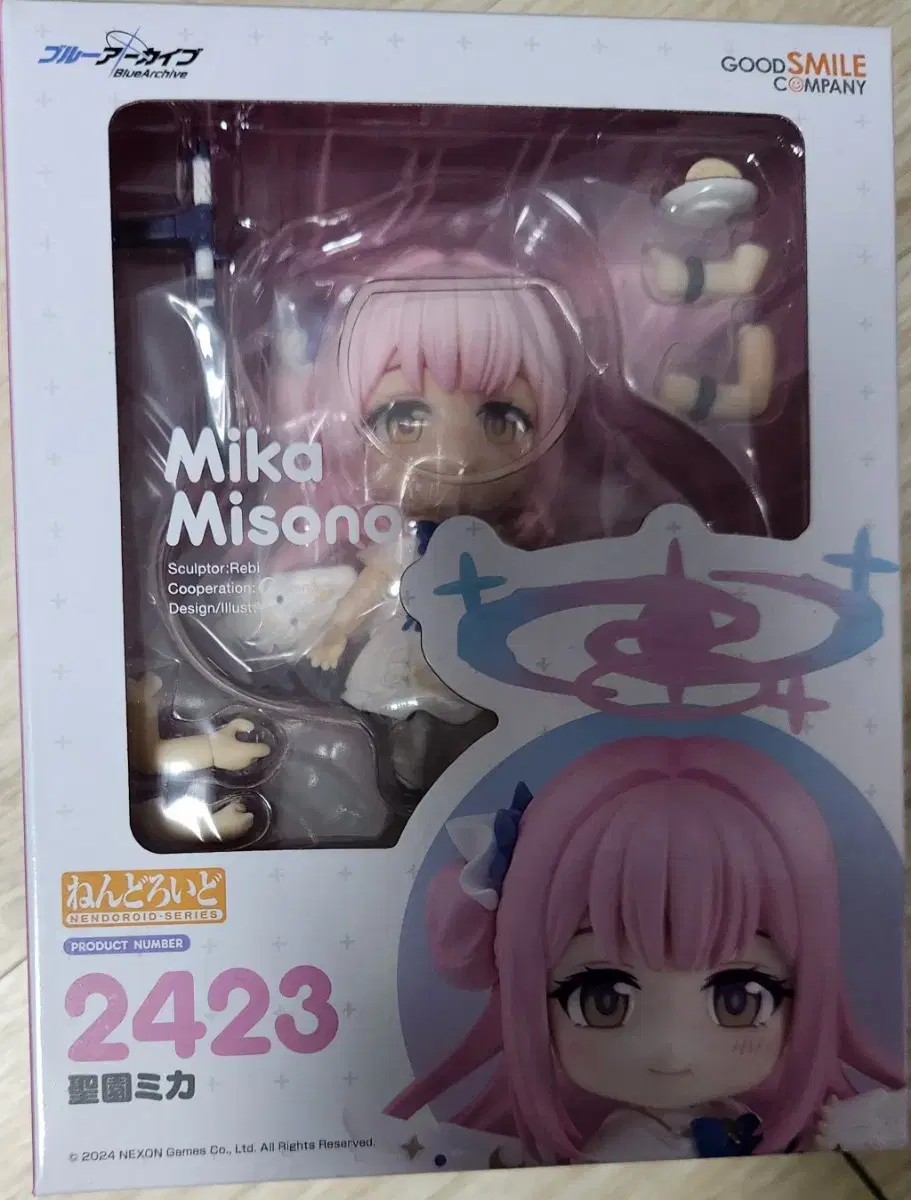 ブルーアーカイブ
BlueArchive
GOOD SMILE
COMPANY
Mika
Misono
Sculptor:Rebi
Cooperation:
Design/Illust:
ねんどろいど
NENDOROID-SERIES
PRODUCT NUMBER
2423
聖園ミカ
© 2024 NEXON Games Co., Ltd. All Rights Reserved.